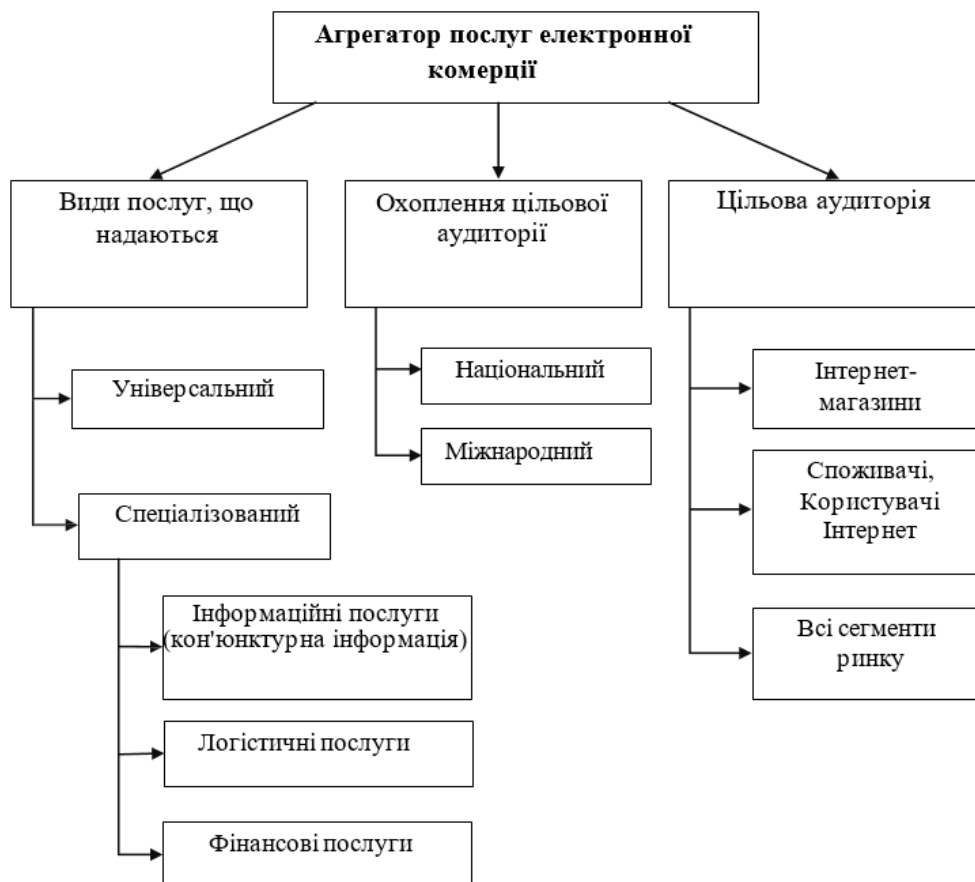 Агрегатор послуг електронної
комерції
Види послуг, що
надаються
Охоплення цільової
аудиторії
Цільова аудиторія
Універсальний
Спеціалізований
Інформаційні послуги
(кон'юнктурна інформація)
Логістичні послуги
Фінансові послуги
Національний
Міжнародний
Інтернет-
магазини
Споживачі,
Користувачі
Інтернет
Всі сегменти
ринку